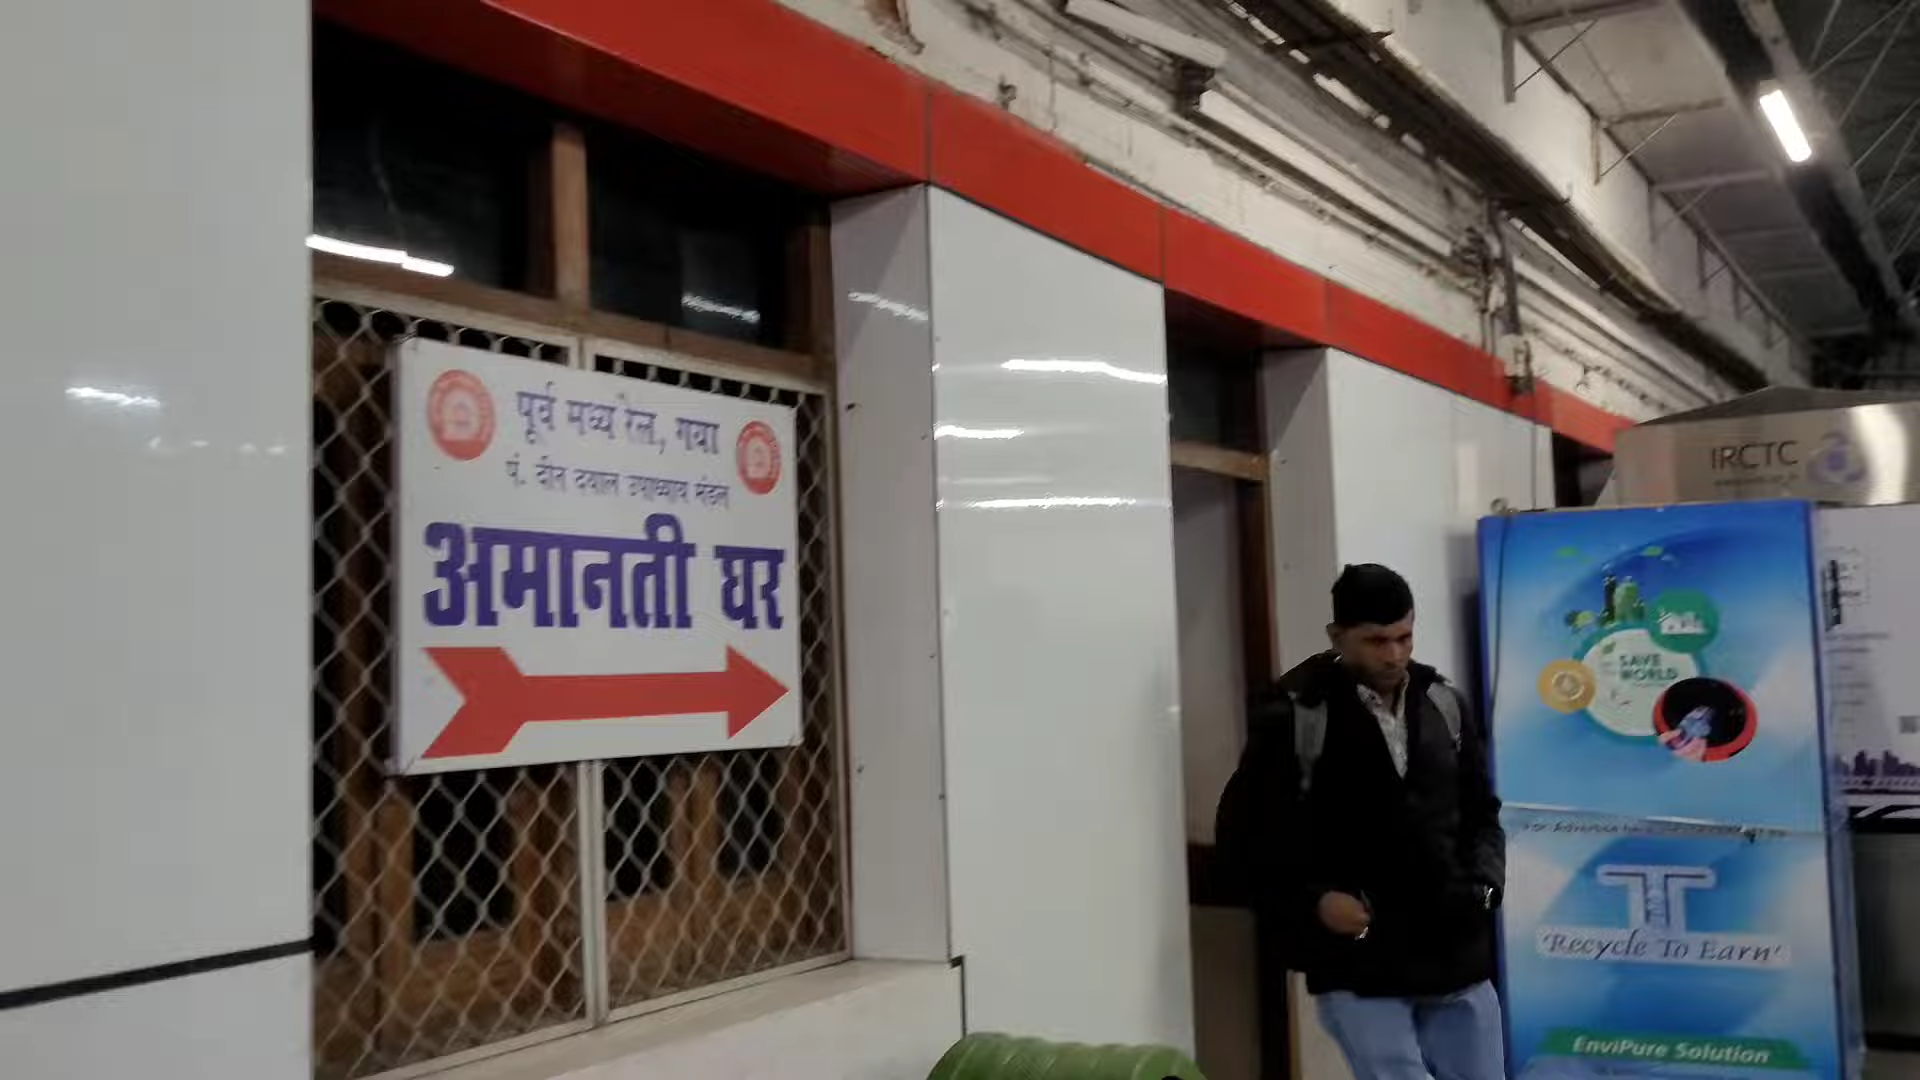 पूर्व मध्य रेल, गया
पं. दीन दयाल उपाध्याय मंडल
अमानती घर
IRCTC
SAVE
WORLD
'Recycle To Earn'
EnviPure Solution